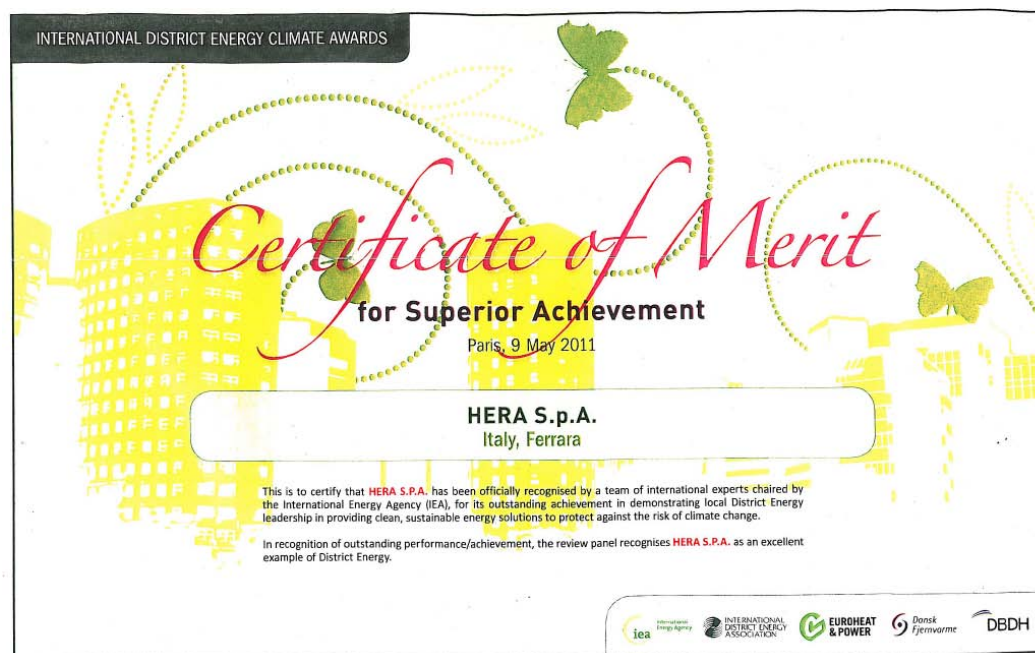 INTERNATIONAL DISTRICT ENERGY CLIMATE AWARDS
Certificate of Merit
for Superior Achievement
Paris, 9 May 2011
HERA S.p.A.
Italy, Ferrara
This is to certify that HERA S.P.A. has been officially recognised by a team of international experts chaired by
the International Energy Agency (IEA), for its outstanding achievement in demonstrating local District Energy
leadership in providing clean, sustainable energy solutions to protect against the risk of climate change.
In recognition of outstanding performance/achievement, the review panel recognises HERA S.P.A. as an excellent
example of District Energy.
iea
International
Energy Agency
INTERNATIONAL
DISTRICT ENERGY
ASSOCIATION
EUROHEAT
& POWER
Dansk
Fjernvarme
DBDH